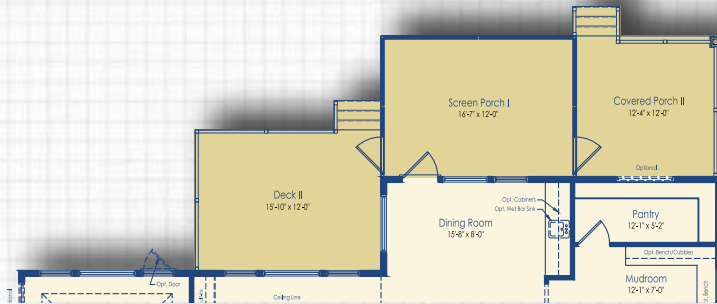 Screen Porch I
16'-7" x 12'-0"
Covered Porch II
12'-4" x 12'-0"
Optional
Deck II
15'-10" x 12'-0"
Opt. Cabinets
Opt. Wet Bar Sink
Dining Room
15'-8" x 8'-0"
Pantry
12'-1" x 5'-2"
Opt. Bench/Cubbies
Mudroom
12'-1" x 7'-0"
Opt. Door
Ceiling Line
Opt. Bench